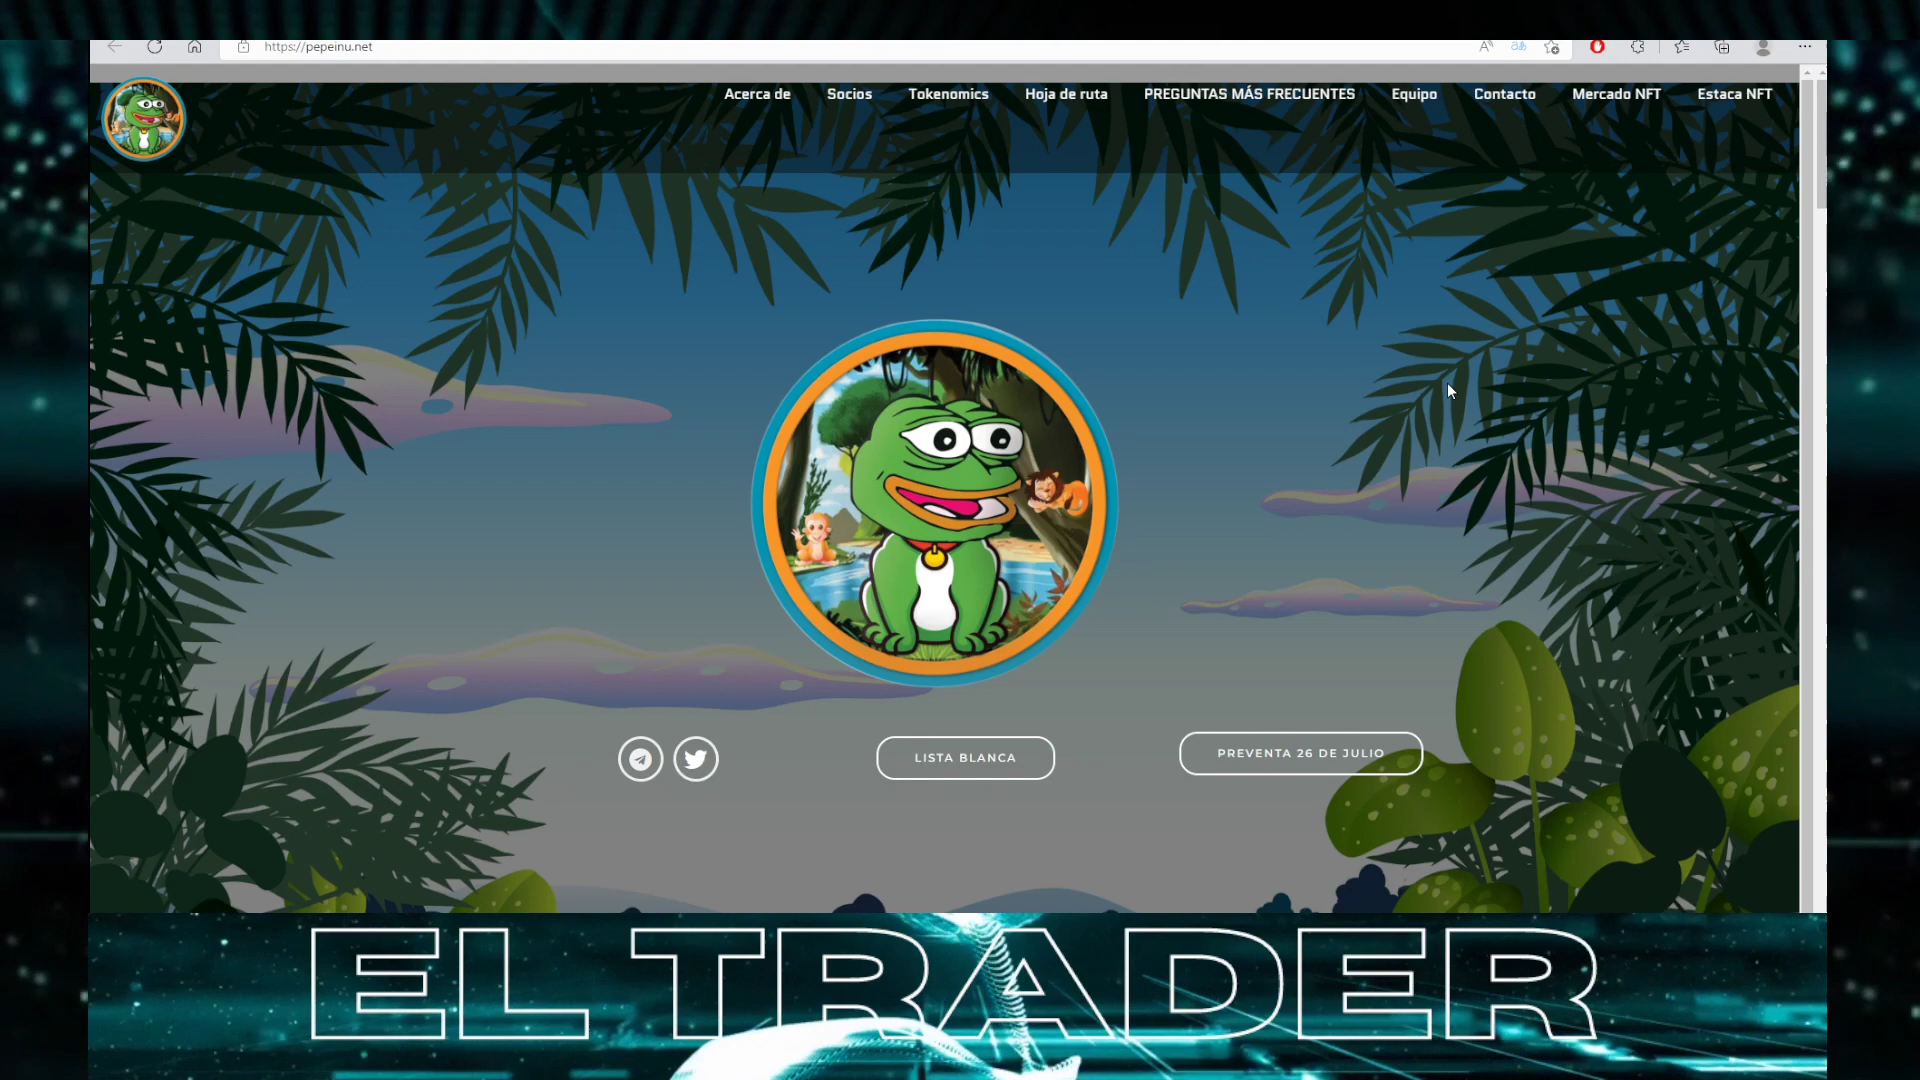 https://pepeinu.net
Acerca de Socios Tokenomics Hoja de ruta PREGUNTAS MÁS FRECUENTES Equipo Contacto Mercado NFT Estaca NFT
LISTA BLANCA PREVENTA 26 DE JULIO
EL TRADER